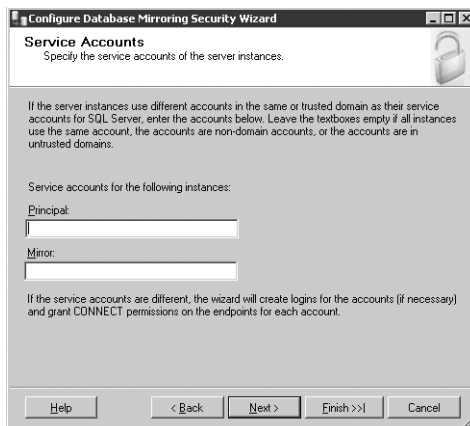 Configure Database Mirroring Security Wizard
Service Accounts
Specify the service accounts of the server instances.
If the server instances use different accounts in the same or trusted domain as their service
accounts for SQL Server, enter the accounts below. Leave the textboxes empty if all instances
use the same account, the accounts are non-domain accounts, or the accounts are in
untrusted domains.
Service accounts for the following instances:
Principal:
Mirror:
If the service accounts are different, the wizard will create logins for the accounts (if necessary)
and grant CONNECT permissions on the endpoints for each account.
Help
< Back
Next >
Finish >>|
Cancel